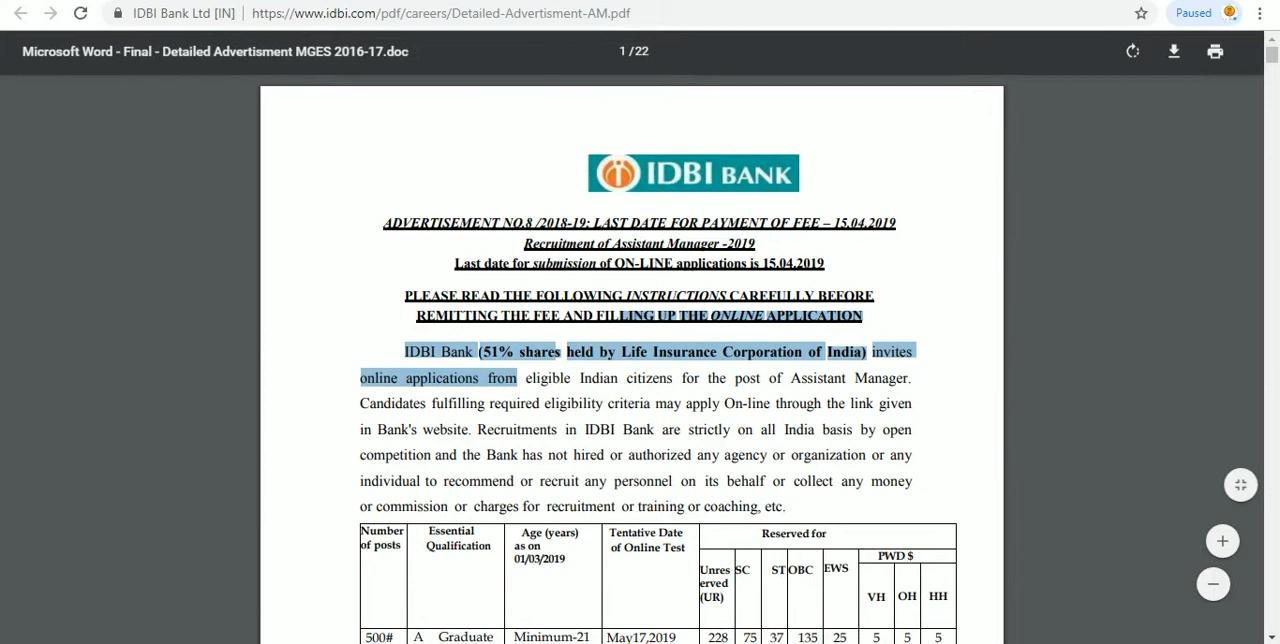 IDBI Bank Ltd [IN] | https://www.idbi.com/pdf/careers/Detailed-Advertisment-AM.pdf
Paused
Microsoft Word - Final - Detailed Advertisment MGES 2016-17.doc
1 / 22
IDBI BANK
ADVERTISEMENT NO.8 /2018-19; LAST DATE FOR PAYMENT OF FEE – 15.04.2019
Recruitment of Assistant Manager -2019
Last date for submission of ON-LINE applications is 15.04.2019
PLEASE READ THE FOLLOWING INSTRUCTIONS CAREFULLY BEFORE
REMITTING THE FEE AND FILLING UP THE ONLINE APPLICATION
IDBI Bank (51% shares held by Life Insurance Corporation of India) invites
online applications from eligible Indian citizens for the post of Assistant Manager.
Candidates fulfilling required eligibility criteria may apply On-line through the link given
in Bank's website. Recruitments in IDBI Bank are strictly on all India basis by open
competition and the Bank has not hired or authorized any agency or organization or any
individual to recommend or recruit any personnel on its behalf or collect any money
or commission or charges for recruitment or training or coaching, etc.
Number of posts
Essential Qualification
Age (years) as on 01/03/2019
Tentative Date of Online Test
Reserved for
Unreserved (UR)
SC
ST
OBC
EWS
PWD $
VH
OH
HH
500# A Graduate Minimum-21 May17,2019 228 75 37 135 25 5 5 5